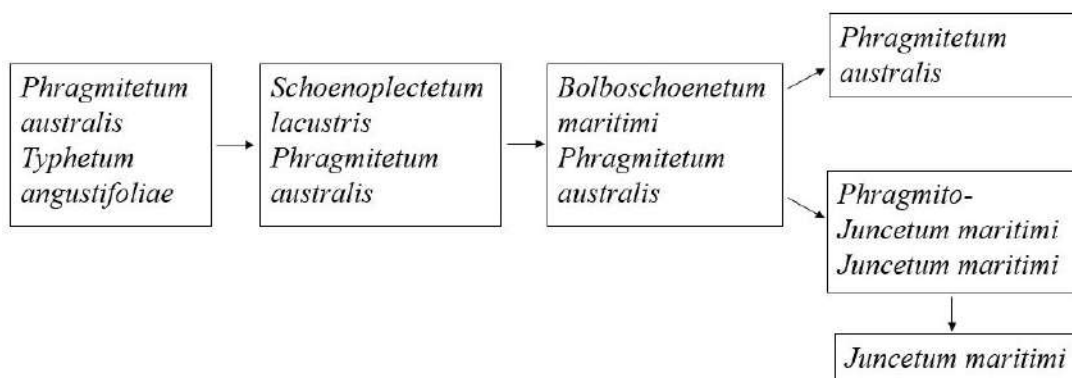 Phragmitetum
australis
Typhetum
angustifoliae
Schoenoplectetum
lacustris
Phragmitetum
australis
Bolboschoenetum
maritimi
Phragmitetum
australis
Phragmitetum
australis
Phragmito-
Juncetum maritimi
Juncetum maritimi
Juncetum maritimi